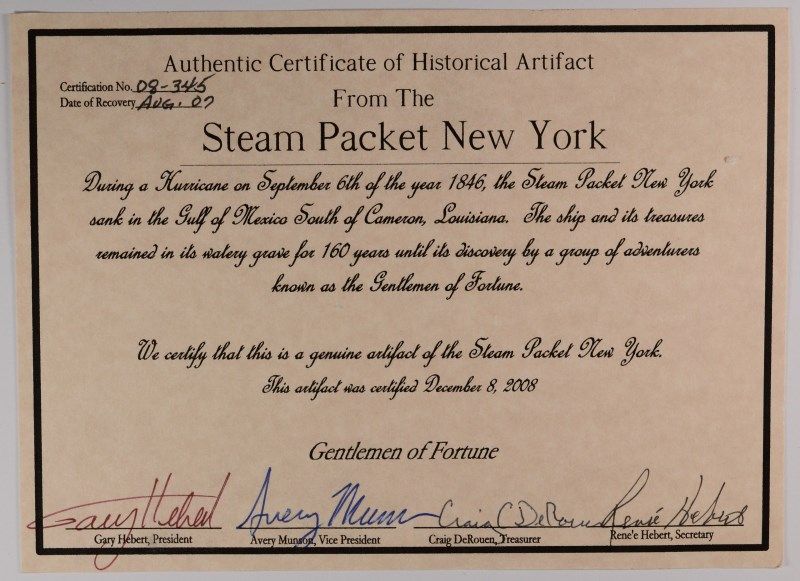 Authentic Certificate of Historical Artifact
Certification No. 08-345
Date of Recovery AUG. 07
From The
Steam Packet New York
During a Hurricane on September 6th of the year 1846, the Steam Packet New York
sank in the Gulf of Mexico South of Cameron, Louisiana. The ship and its treasures
remained in its watery grave for 160 years until its discovery by a group of adventurers
known as the Gentlemen of Fortune.
We certify that this is a genuine artifact of the Steam Packet New York.
This artifact was certified December 8, 2008
Gentlemen of Fortune
Gary Hebert Avery Munson Craig C DeRouen Renée Hebert
Gary Hebert, President Avery Munson, Vice President Craig DeRouen, Treasurer Rene'e Hebert, Secretary